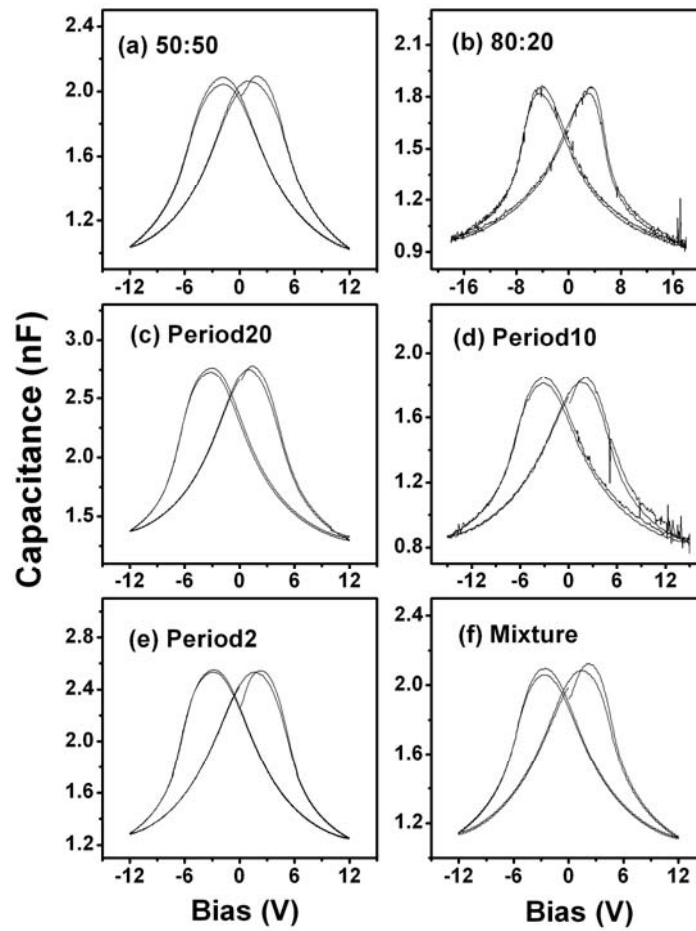 Capacitance (nF)
(a) 50:50
2.4
2.0
1.6
1.2
-12 -6 0 6 12
(b) 80:20
2.1
1.8
1.5
1.2
0.9
-16 -8 0 8 16
(c) Period20
3.0
2.5
2.0
1.5
-12 -6 0 6 12
(d) Period10
2.0
1.6
1.2
0.8
-12 -6 0 6 12
(e) Period2
2.8
2.4
2.0
1.6
1.2
-12 -6 0 6 12
Bias (V)
(f) Mixture
2.4
2.0
1.6
1.2
-12 -6 0 6 12
Bias (V)